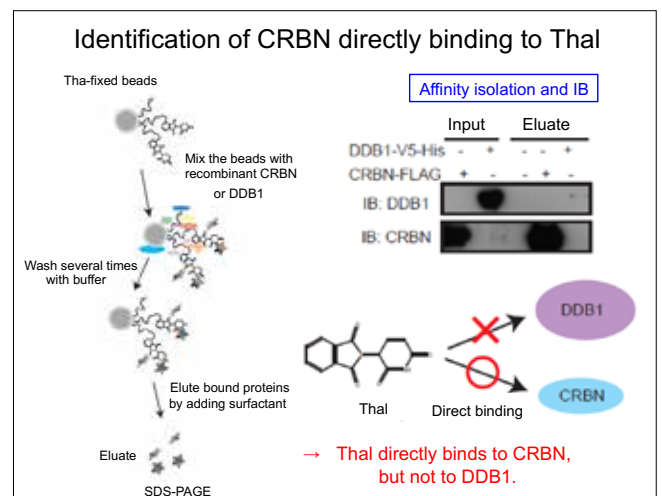 Identification of CRBN directly binding to Thal
Tha-fixed beads
Mix the beads with
recombinant CRBN
or DDB1
Wash several times
with buffer
Elute bound proteins
by adding surfactant
Eluate
SDS-PAGE
Affinity isolation and IB
Input Eluate
DDB1-V5-His - + - - +
CRBN-FLAG + - - + -
IB: DDB1
IB: CRBN
DDB1
CRBN
Thal
Direct binding
→ Thal directly binds to CRBN,
but not to DDB1.